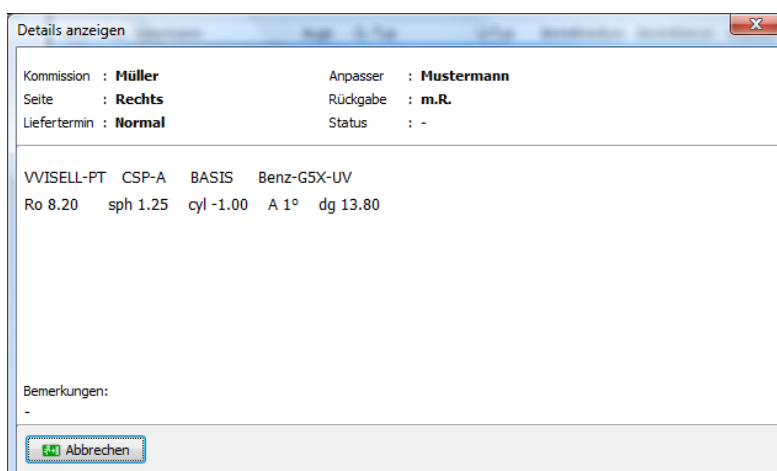 Details anzeigen
Kommission : Müller Anpasser : Mustermann
Seite : Rechts Rückgabe : m.R.
Liefertermin : Normal Status : -
VVISELL-PT CSP-A BASIS Benz-G5X-UV
Ro 8.20 sph 1.25 cyl -1.00 A 1° dg 13.80
Bemerkungen:
-
Abbrechen